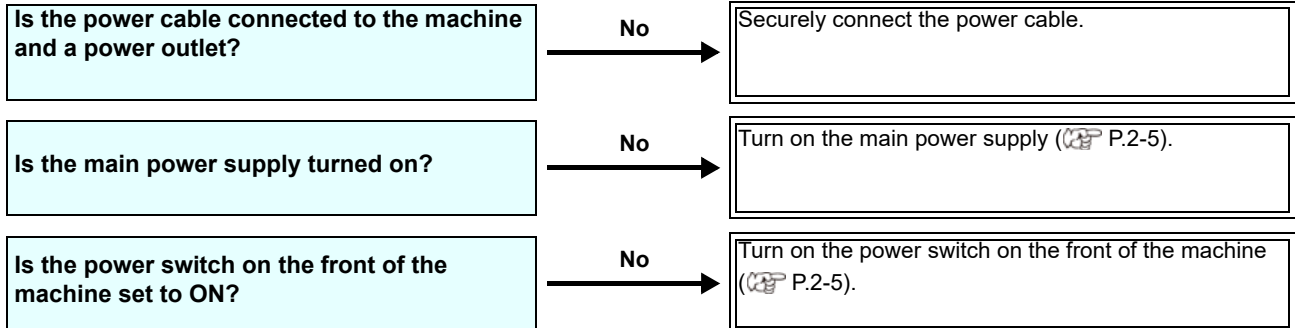 Is the power cable connected to the machine
and a power outlet?
No
Securely connect the power cable.
Is the main power supply turned on?
No
Turn on the main power supply ( P.2-5).
Is the power switch on the front of the
machine set to ON?
No
Turn on the power switch on the front of the machine
( P.2-5).